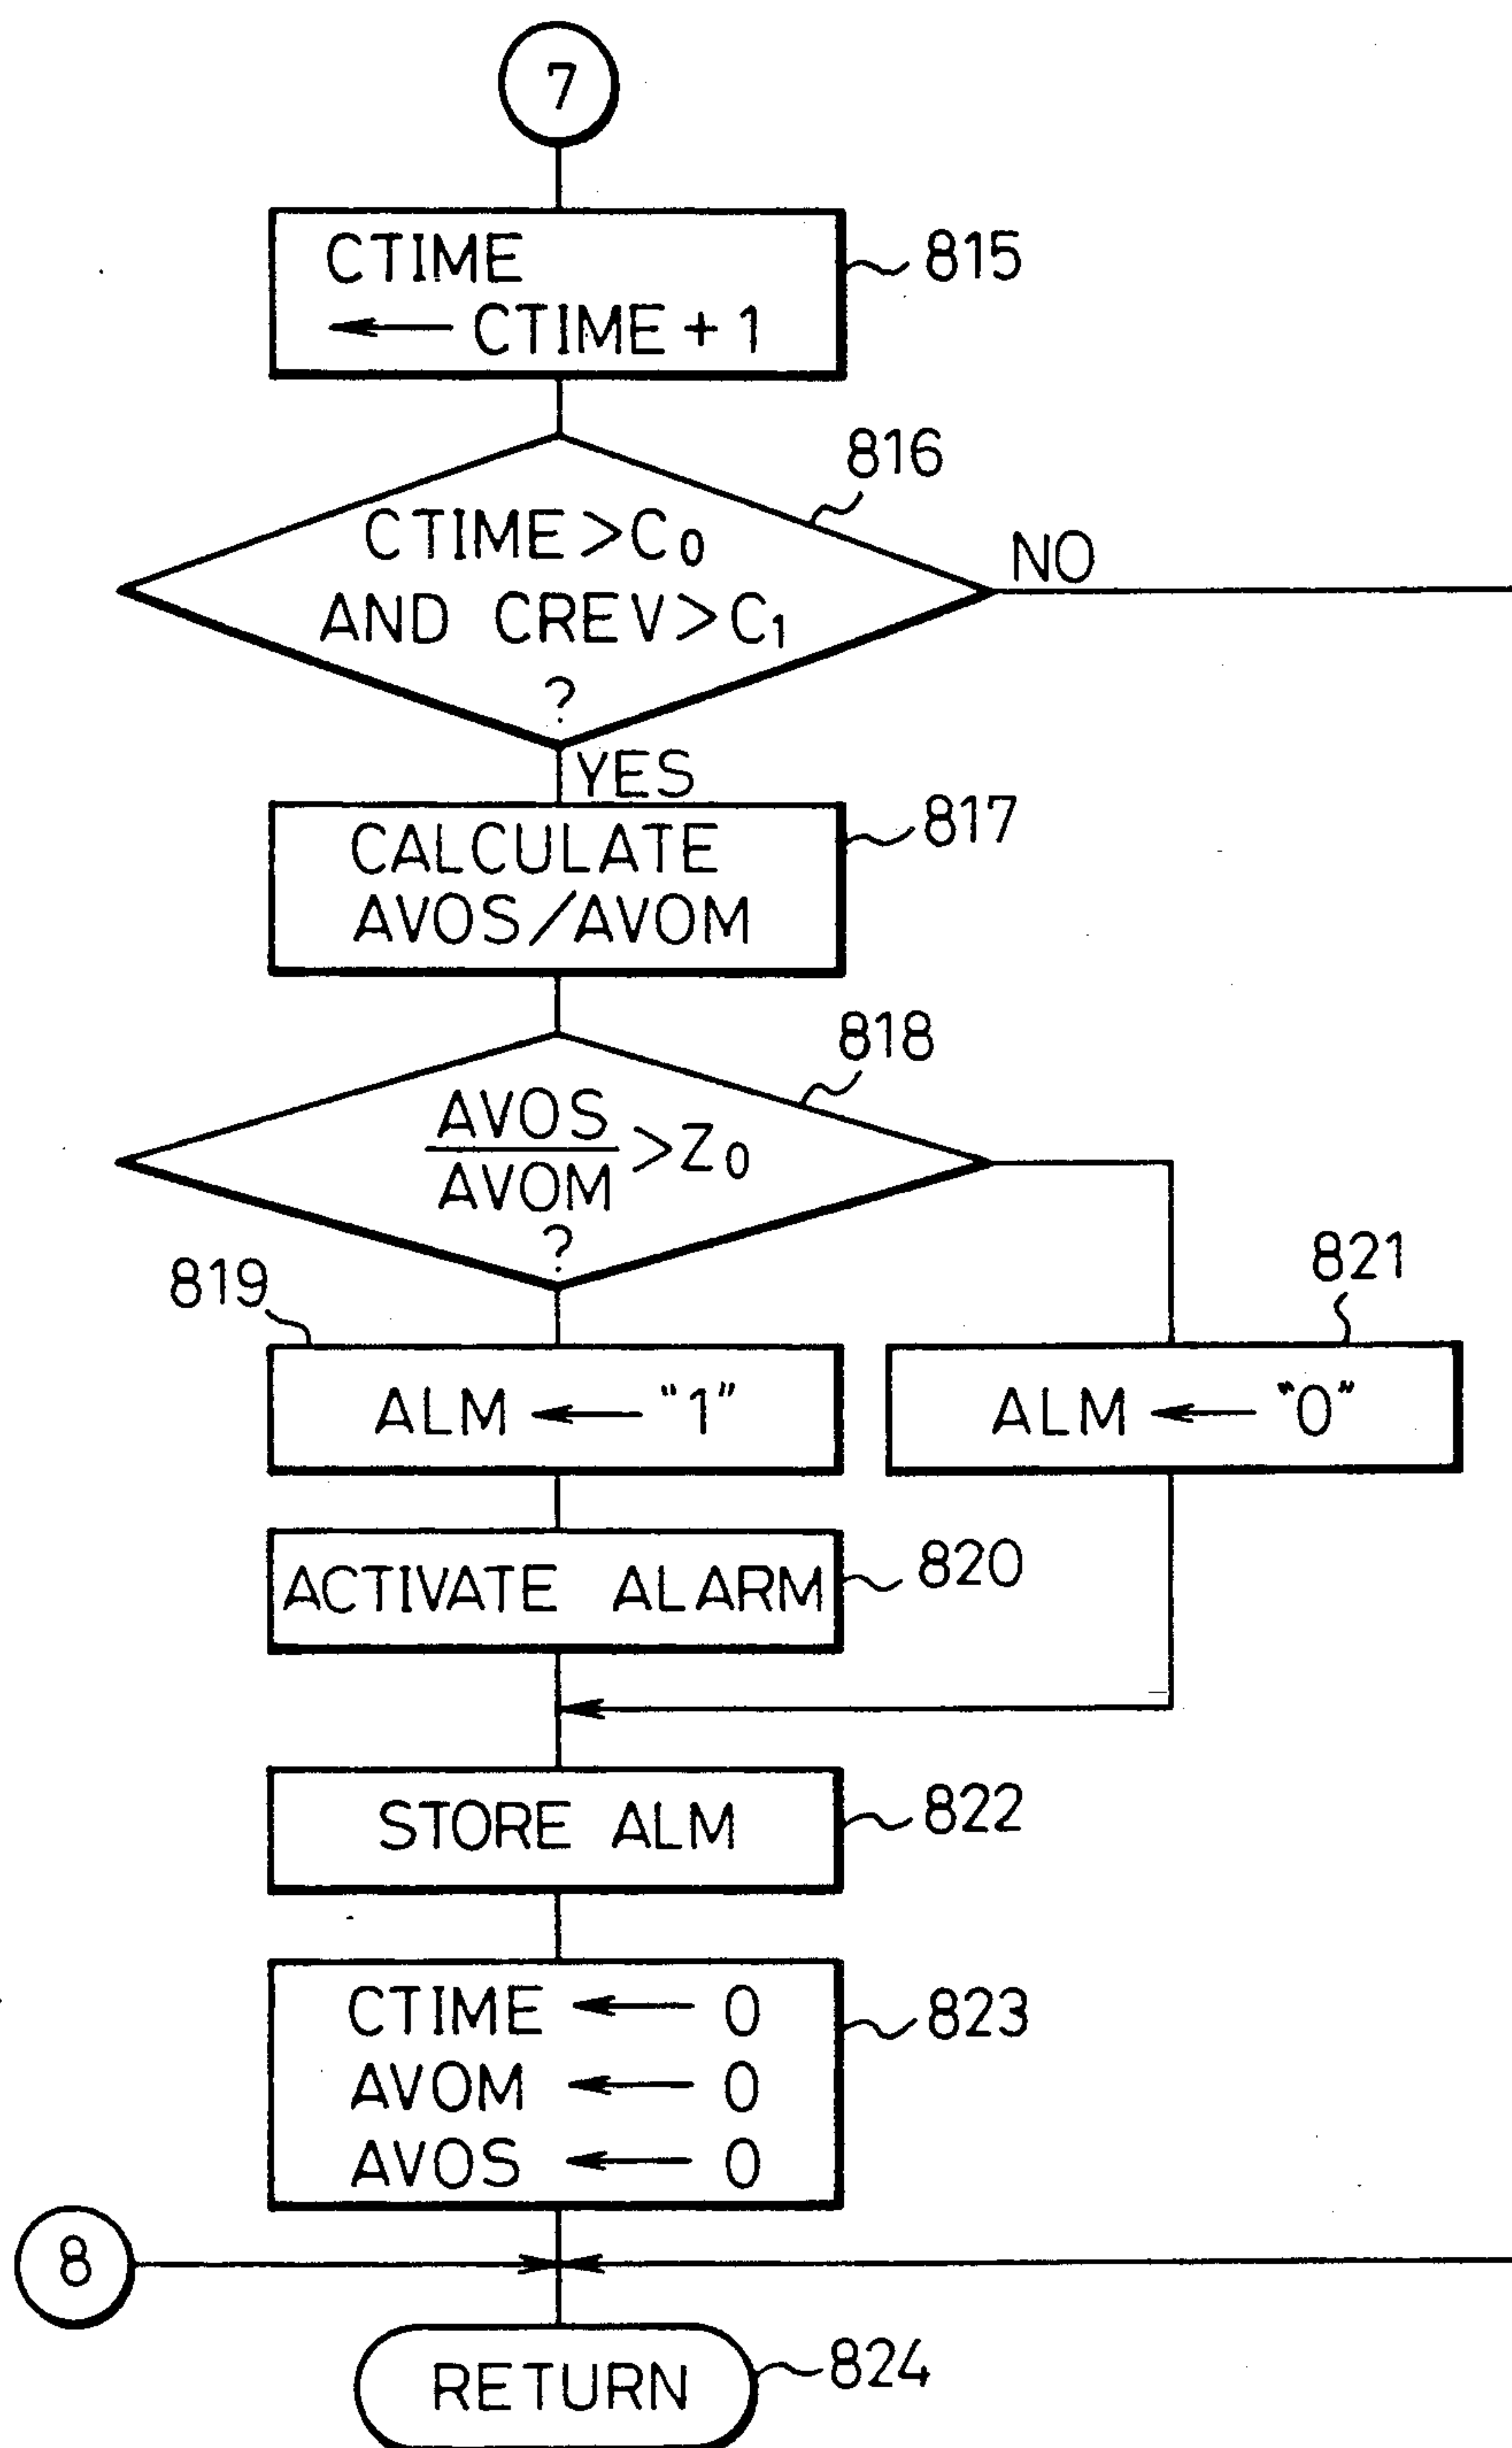 7
CTIME
← CTIME + 1
815
816
CTIME > C₀
AND CREV > C₁
?
NO
YES
CALCULATE
AVOS/AVOM
817
818
AVOS
AVOM
> Z₀
?
819
821
ALM ← "1"
ALM ← "0"
ACTIVATE ALARM
820
STORE ALM
822
CTIME ← 0
AVOM ← 0
AVOS ← 0
823
8
RETURN
824